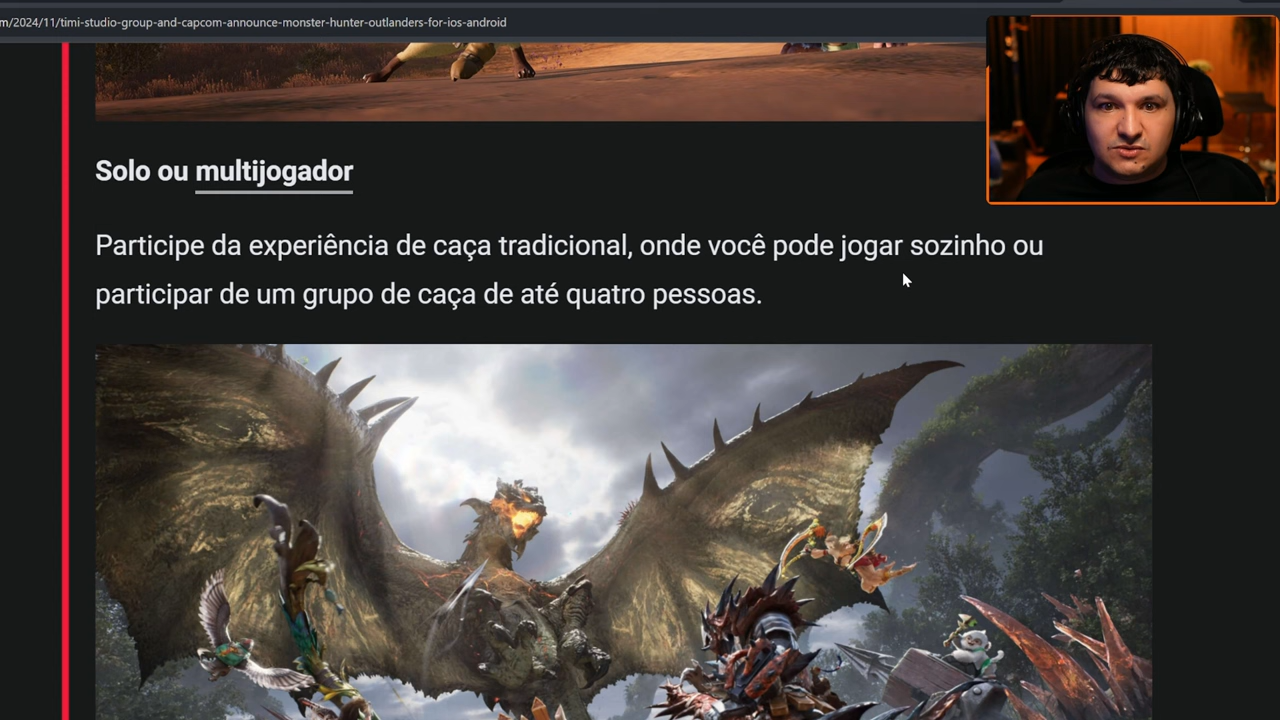 m/2024/11/timi-studio-group-and-capcom-announce-monster-hunter-outlanders-for-ios-android
Solo ou multijogador
Participe da experiência de caça tradicional, onde você pode jogar sozinho ou
participar de um grupo de caça de até quatro pessoas.